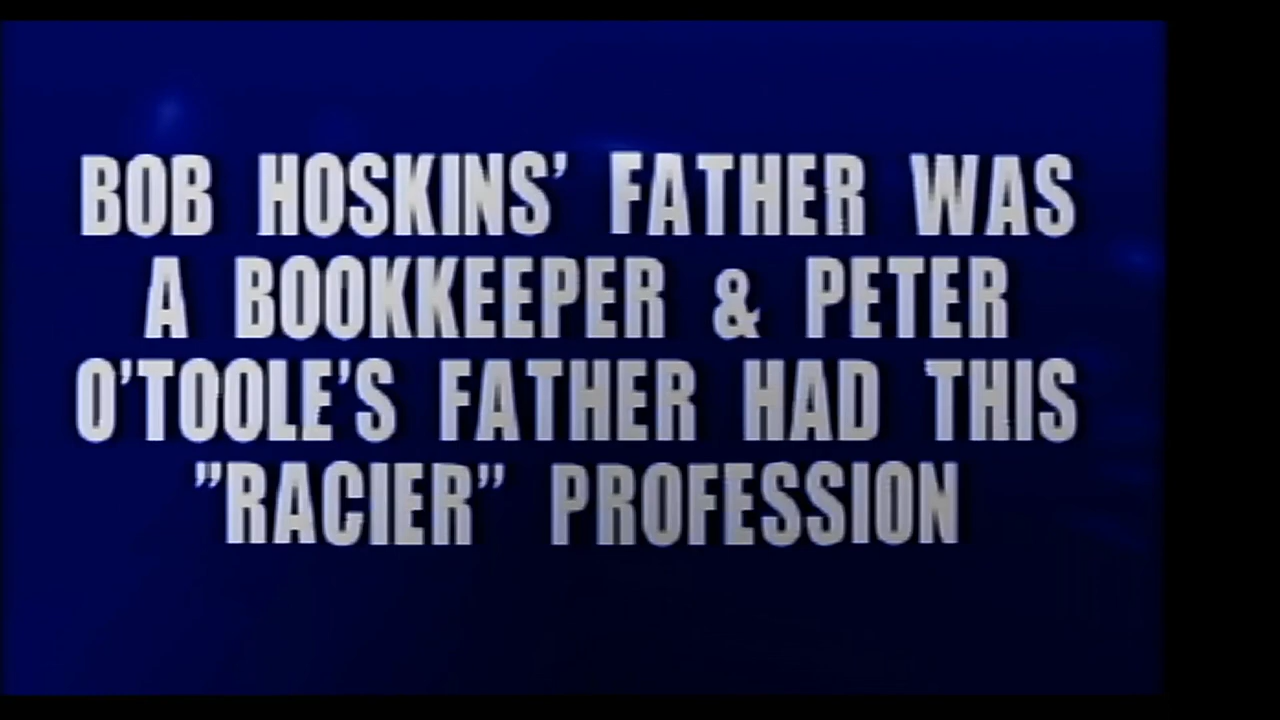 BOB HOSKINS' FATHER WAS
A BOOKKEEPER & PETER
O'TOOLE'S FATHER HAD THIS
"RACIER" PROFESSION